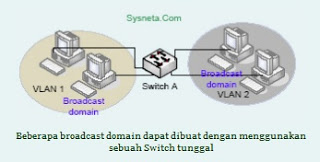 Sysneta.Com
VLAN 1
Broadcast
domain
Switch A
Broadcast
domain
VLAN 2
Beberapa broadcast domain dapat dibuat dengan menggunakan
sebuah Switch tunggal